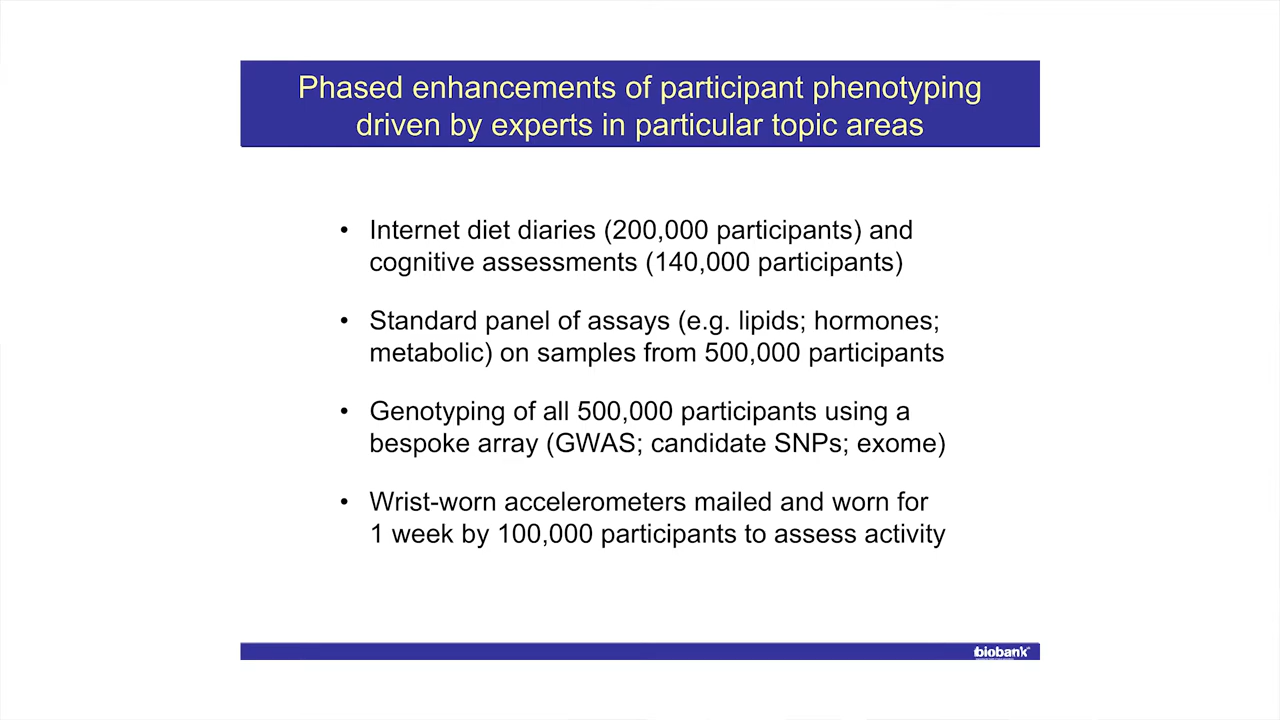 Phased enhancements of participant phenotyping
driven by experts in particular topic areas
• Internet diet diaries (200,000 participants) and
cognitive assessments (140,000 participants)
• Standard panel of assays (e.g. lipids; hormones;
metabolic) on samples from 500,000 participants
• Genotyping of all 500,000 participants using a
bespoke array (GWAS; candidate SNPs; exome)
• Wrist-worn accelerometers mailed and worn for
1 week by 100,000 participants to assess activity
biobank